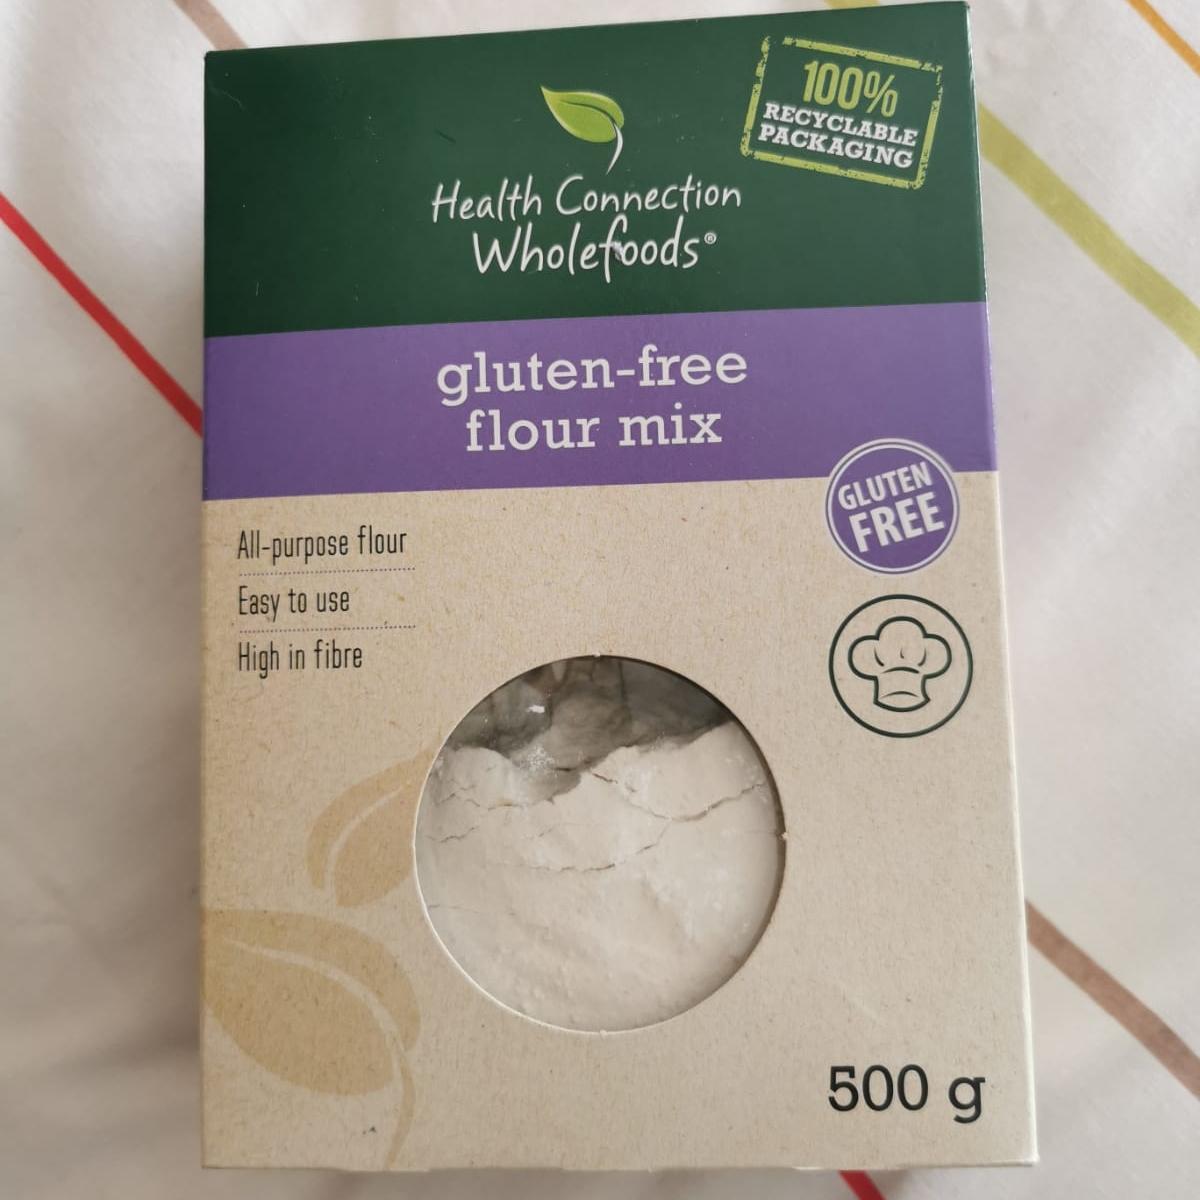 100%
RECYCLABLE
PACKAGING
Health Connection
Wholefoods®
gluten-free
flour mix
GLUTEN
FREE
All-purpose flour
Easy to use
High in fibre
500 g